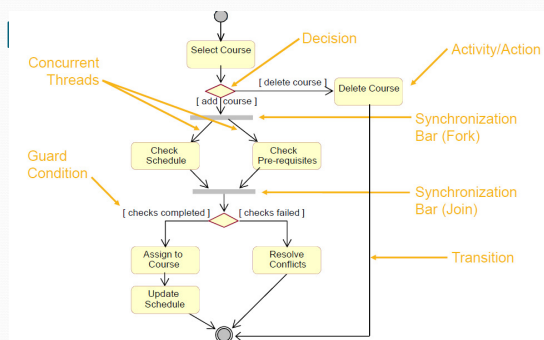 Decision
Select Course
Activity/Action
Concurrent
Threads
[ delete course ]
Delete Course
[ add course ]
Synchronization
Bar (Fork)
Check
Schedule
Check
Pre-requisites
Guard
Condition
Synchronization
Bar (Join)
[ checks completed ]
[ checks failed ]
Assign to
Course
Resolve
Conflicts
Transition
Update
Schedule